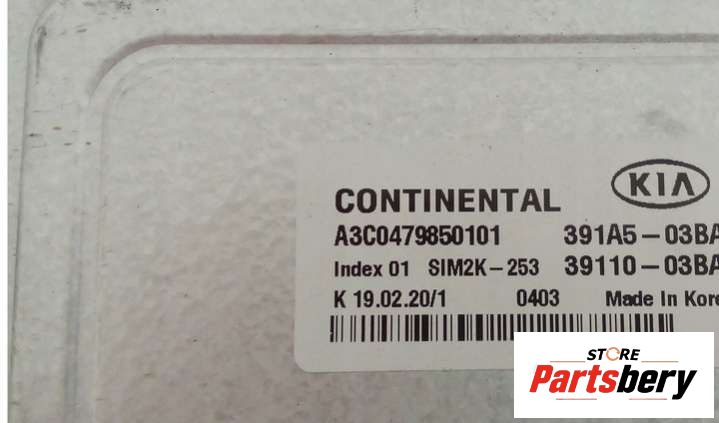 KIA
CONTINENTAL
A3C0479850101 391A5-03BA
Index 01 SIM2K-253 39110-03BA
K 19.02.20/1 0403 Made In Kore
STORE
Partsbery